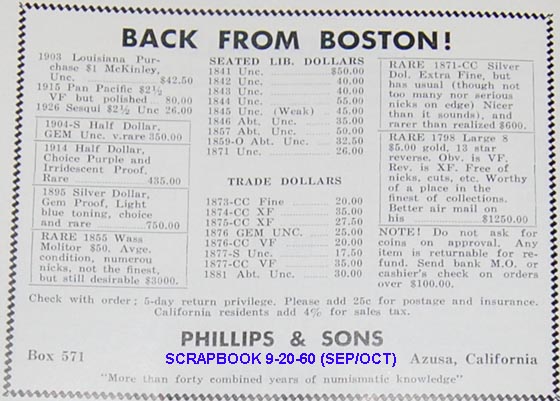 BACK FROM BOSTON!
1903 Louisiana Pur-
chase $1 McKinley,
Unc. $42.50
1915 Pan Pacific $2½
VF but polished .. 80.00
1926 Sesqui $2½ Unc 26.00
1904-S Half Dollar,
GEM Unc. v.rare 350.00
1914 Half Dollar,
Choice Purple and
Irridescent Proof.
Rare 435.00
1895 Silver Dollar,
Gem Proof, Light
blue toning, choice
and rare 750.00
RARE 1855 Wass
Molitor $50. Avge.
condition, numerou
nicks, not the finest,
but still desirable $3000.
SEATED LIB. DOLLARS
1841 Unc. $50.00
1842 Unc. 40.00
1843 Unc. 40.00
1844 Unc. 55.00
1845 Unc. (Weak) 45.00
1846 Abt. Unc. 35.00
1857 Abt. Unc. 50.00
1859-O Abt. Unc. 32.50
1871 Unc. 26.00
TRADE DOLLARS
1873-CC Fine 20.00
1874-CC XF 35.00
1875-CC XF 27.50
1876 GEM UNC. 25.00
1876-CC VF 20.00
1877-S Unc. 17.50
1877-CC VF 35.00
1881 Abt. Unc. 30.00
RARE 1871-CC Silver
Dol. Extra Fine, but
has usual (though not
too many nor serious
nicks on edge) Nicer
than it sounds), and
rarer than realized $600.
RARE 1798 Large 8
$5.00 gold, 13 star
reverse. Obv. is VF,
Rev. is XF. Free of
nicks, cuts, etc. Worthy
of a place in the
finest of collections.
Better air mail on
his $1250.00
NOTE! Do not ask for
coins on approval. Any
item is returnable for re-
fund. Send bank M.O. or
cashier's check on orders
over $100.00.
Check with order; 5-day return privilege. Please add 25c for postage and insurance.
California residents add 4% for sales tax.
PHILLIPS & SONS
Box 571 SCRAPBOOK 9-20-60 (SEP/OCT) Azusa, California
"More than forty combined years of numismatic knowledge"